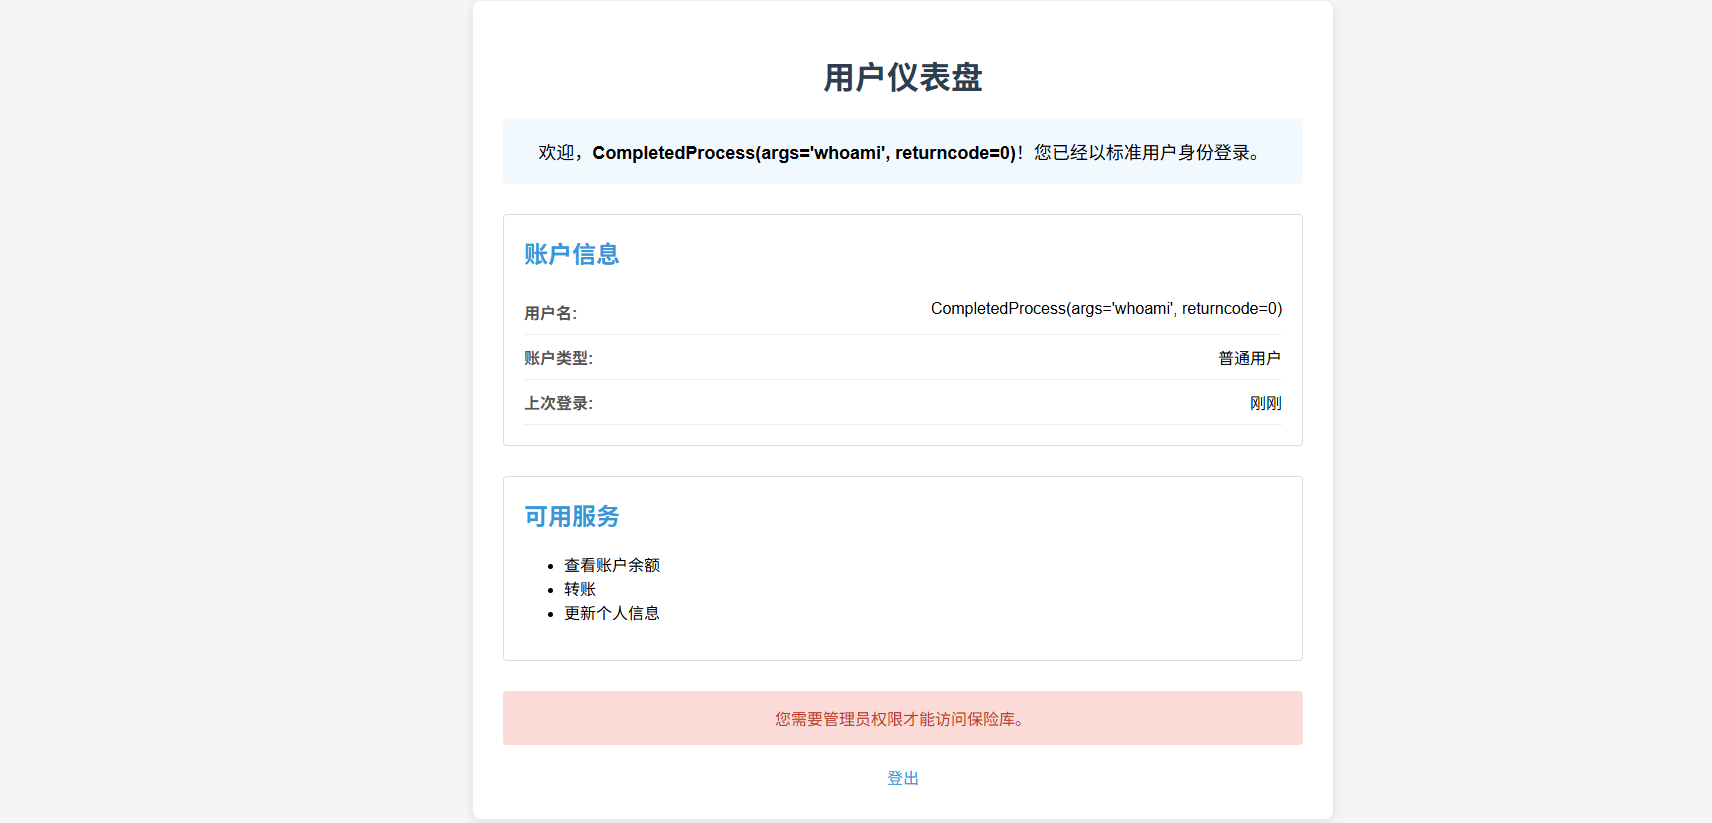 用户仪表盘
欢迎，CompletedProcess(args='whoami', returncode=0)！您已经以标准用户身份登录。
账户信息
用户名: CompletedProcess(args='whoami', returncode=0)
账户类型: 普通用户
上次登录: 刚刚
可用服务
查看账户余额
转账
更新个人信息
您需要管理员权限才能访问保险库。
登出